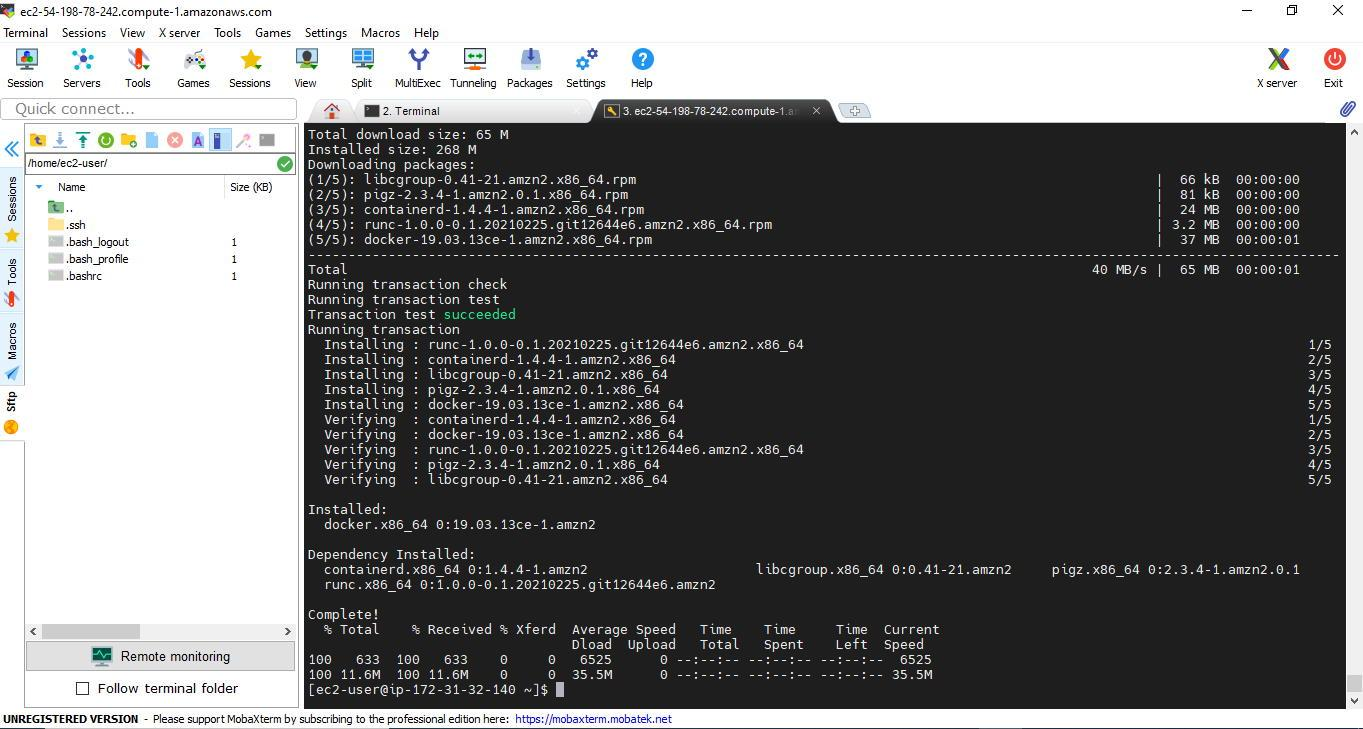 ec2-54-198-78-242.compute-1.amazonaws.com
Terminal Sessions View X server Tools Games Settings Macros Help
Session Servers Tools Games Sessions View Split MultiExec Tunneling Packages Settings Help X server Exit
Quick connect...
2. Terminal
3. ec2-54-198-78-242.compute-1.a
/home/ec2-user/
Name Size (KB)
..
.ssh
.bash_logout 1
.bash_profile 1
.bashrc 1
Sessions
Tools
Macros
Sftp
Remote monitoring
Follow terminal folder
Total download size: 65 M
Installed size: 268 M
Downloading packages:
(1/5): libcgroup-0.41-21.amzn2.x86_64.rpm | 66 kB 00:00:00
(2/5): pigz-2.3.4-1.amzn2.0.1.x86_64.rpm | 81 kB 00:00:00
(3/5): containerd-1.4.4-1.amzn2.x86_64.rpm | 24 MB 00:00:00
(4/5): runc-1.0.0-0.1.20210225.git12644e6.amzn2.x86_64.rpm | 3.2 MB 00:00:00
(5/5): docker-19.03.13ce-1.amzn2.x86_64.rpm | 37 MB 00:00:01
--------------------------------------------------------------------------------
Total 40 MB/s | 65 MB 00:00:01
Running transaction check
Running transaction test
Transaction test succeeded
Running transaction
Installing : runc-1.0.0-0.1.20210225.git12644e6.amzn2.x86_64 1/5
Installing : containerd-1.4.4-1.amzn2.x86_64 2/5
Installing : libcgroup-0.41-21.amzn2.x86_64 3/5
Installing : pigz-2.3.4-1.amzn2.0.1.x86_64 4/5
Installing : docker-19.03.13ce-1.amzn2.x86_64 5/5
Verifying : containerd-1.4.4-1.amzn2.x86_64 1/5
Verifying : docker-19.03.13ce-1.amzn2.x86_64 2/5
Verifying : runc-1.0.0-0.1.20210225.git12644e6.amzn2.x86_64 3/5
Verifying : pigz-2.3.4-1.amzn2.0.1.x86_64 4/5
Verifying : libcgroup-0.41-21.amzn2.x86_64 5/5
Installed:
docker.x86_64 0:19.03.13ce-1.amzn2
Dependency Installed:
containerd.x86_64 0:1.4.4-1.amzn2 libcgroup.x86_64 0:0.41-21.amzn2 pigz.x86_64 0:2.3.4-1.amzn2.0.1
runc.x86_64 0:1.0.0-0.1.20210225.git12644e6.amzn2
Complete!
% Total % Received % Xferd Average Speed Time Time Time Current
Dload Upload Total Spent Left Speed
100 633 100 633 0 0 6525 0 --:--:-- --:--:-- --:--:-- 6525
100 11.6M 100 11.6M 0 0 35.5M 0 --:--:-- --:--:-- --:--:-- 35.5M
[ec2-user@ip-172-31-32-140 ~]$
UNREGISTERED VERSION - Please support MobaXterm by subscribing to the professional edition here: https://mobaxterm.mobatek.net